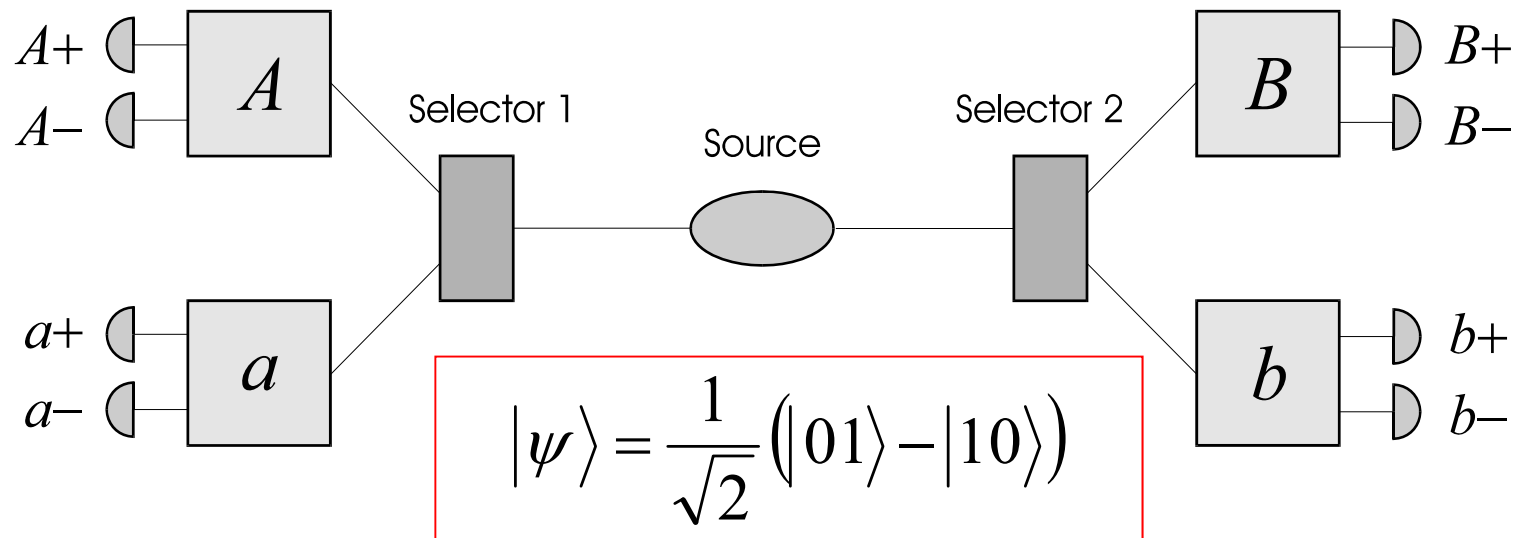 A+
A−
A
Selector 1
Source
Selector 2
B
B+
B−
a+
a−
a
b
b+
b−
|ψ⟩ = 1/√2 (|01⟩ − |10⟩)